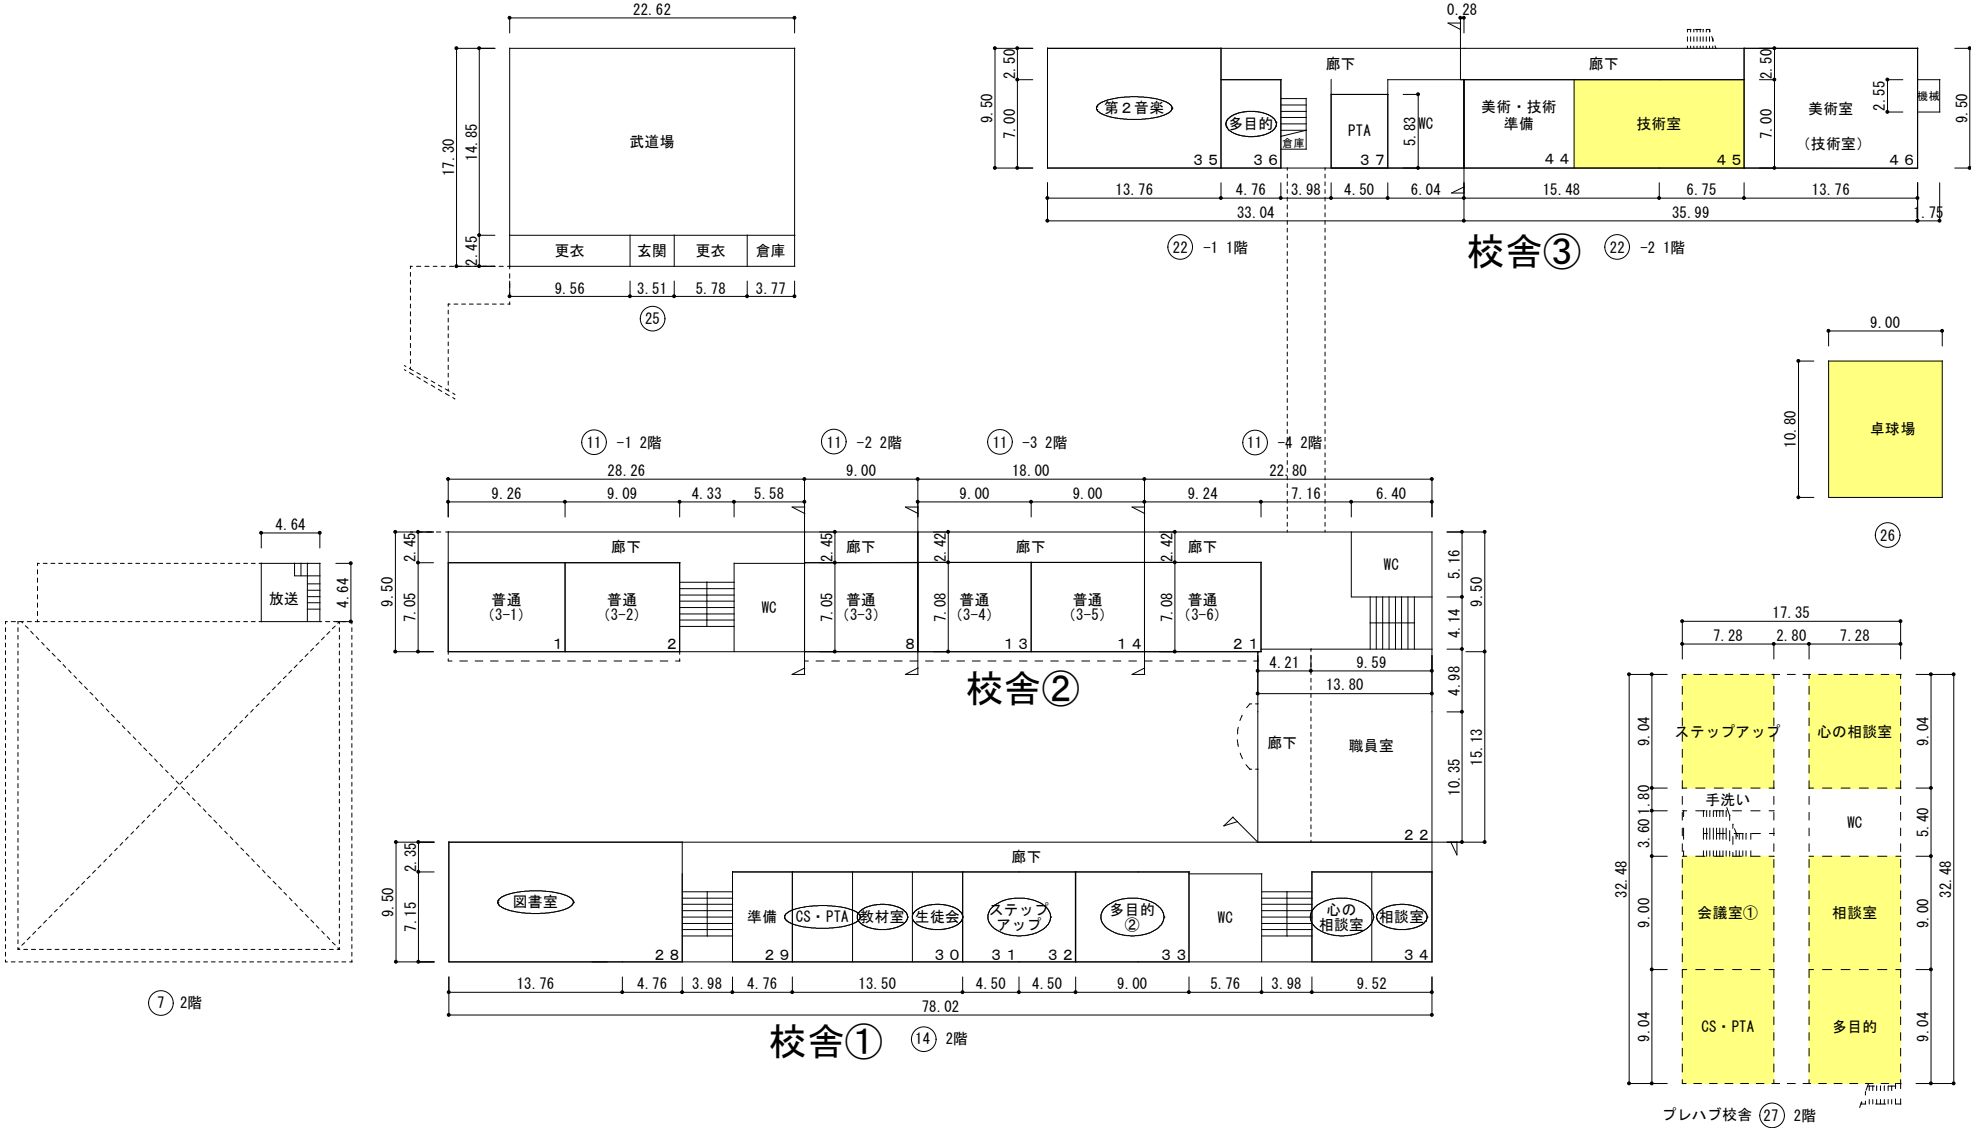 22.62
17.30
14.85
2.45
武道場
更衣
玄関
更衣
倉庫
9.56
3.51
5.78
3.77
25
0.28
9.50
2.50
7.00
廊下
廊下
第2音楽
35
多目的
36
倉庫
PTA
37
5.83
WC
美術・技術
準備
44
技術室
45
2.50
7.00
美術室
(技術室)
46
2.55
機械
9.50
13.76
4.76
3.98
4.50
6.04
15.48
6.75
13.76
33.04
35.99
1.75
22 -1 1階
校舎③
22 -2 1階
9.00
10.80
卓球場
26
11 -1 2階
11 -2 2階
11 -3 2階
11 -4 2階
28.26
9.00
18.00
22.80
9.26
9.09
4.33
5.58
9.00
9.00
9.24
7.16
6.40
9.50
2.45
7.05
廊下
2.45
廊下
2.42
廊下
2.42
廊下
普通
(3-1)
1
普通
(3-2)
2
WC
7.05
普通
(3-3)
8
7.08
普通
(3-4)
13
普通
(3-5)
14
7.08
普通
(3-6)
21
WC
5.16
4.14
9.50
4.98
10.35
15.13
4.21
9.59
13.80
校舎②
廊下
職員室
22
4.64
放送
4.64
7 2階
9.50
2.35
7.15
廊下
図書室
28
準備
29
CS・PTA
教材室
生徒会
30
ステップ
アップ
31
32
多目的
②
33
WC
心の
相談室
相談室
34
13.76
4.76
3.98
4.76
13.50
4.50
4.50
9.00
5.76
3.98
9.52
78.02
校舎①
14 2階
17.35
7.28
2.80
7.28
32.48
9.04
1.80
3.60
9.00
9.04
ステップアップ
心の相談室
手洗い
WC
会議室①
相談室
CS・PTA
多目的
9.04
5.40
9.00
9.04
32.48
プレハブ校舎 27 2階